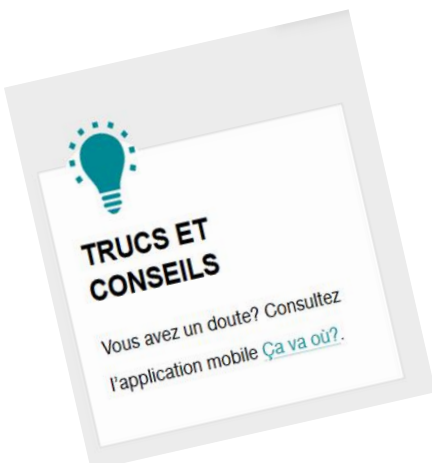 TRUCS ET
CONSEILS
Vous avez un doute? Consultez
l'application mobile Ça va où?.